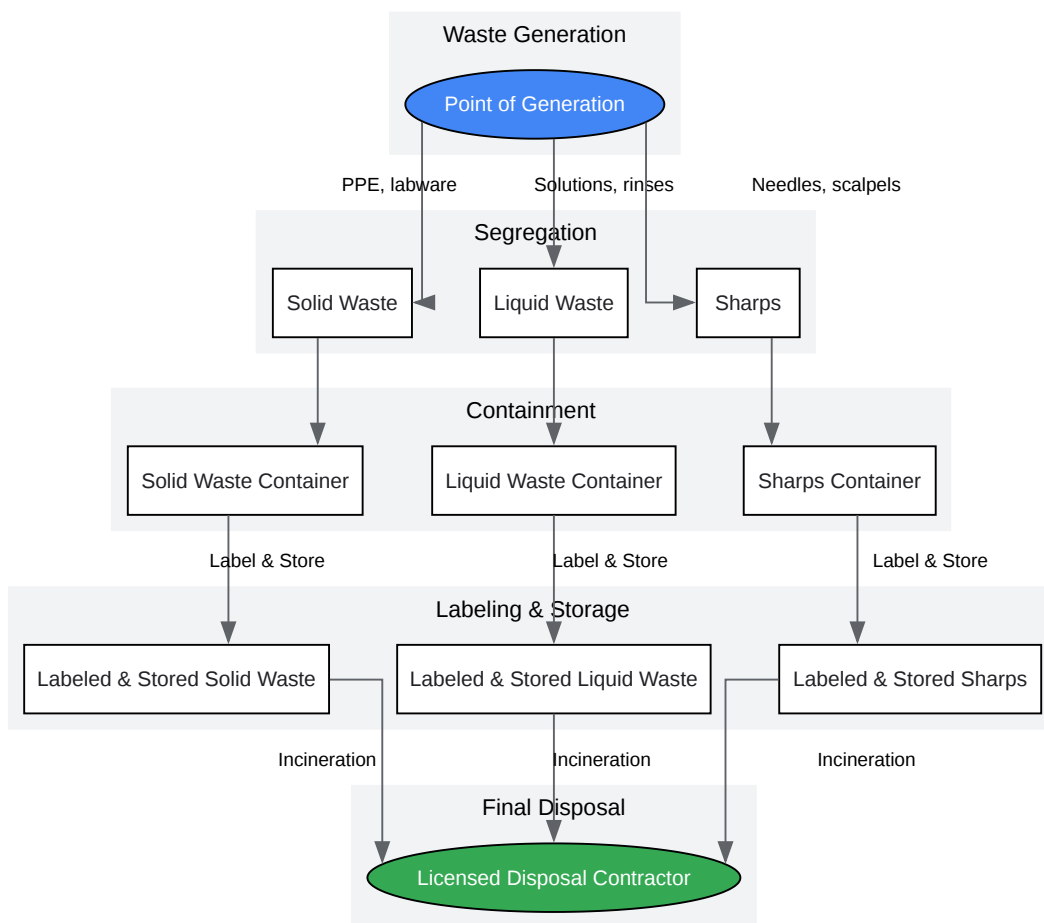 Waste Generation
Point of Generation
PPE, labware
Solutions, rinses
Needles, scalpels
Segregation
Solid Waste
Liquid Waste
Sharps
Containment
Solid Waste Container
Liquid Waste Container
Sharps Container
Label & Store
Label & Store
Label & Store
Labeling & Storage
Labeled & Stored Solid Waste
Labeled & Stored Liquid Waste
Labeled & Stored Sharps
Incineration
Incineration
Incineration
Final Disposal
Licensed Disposal Contractor